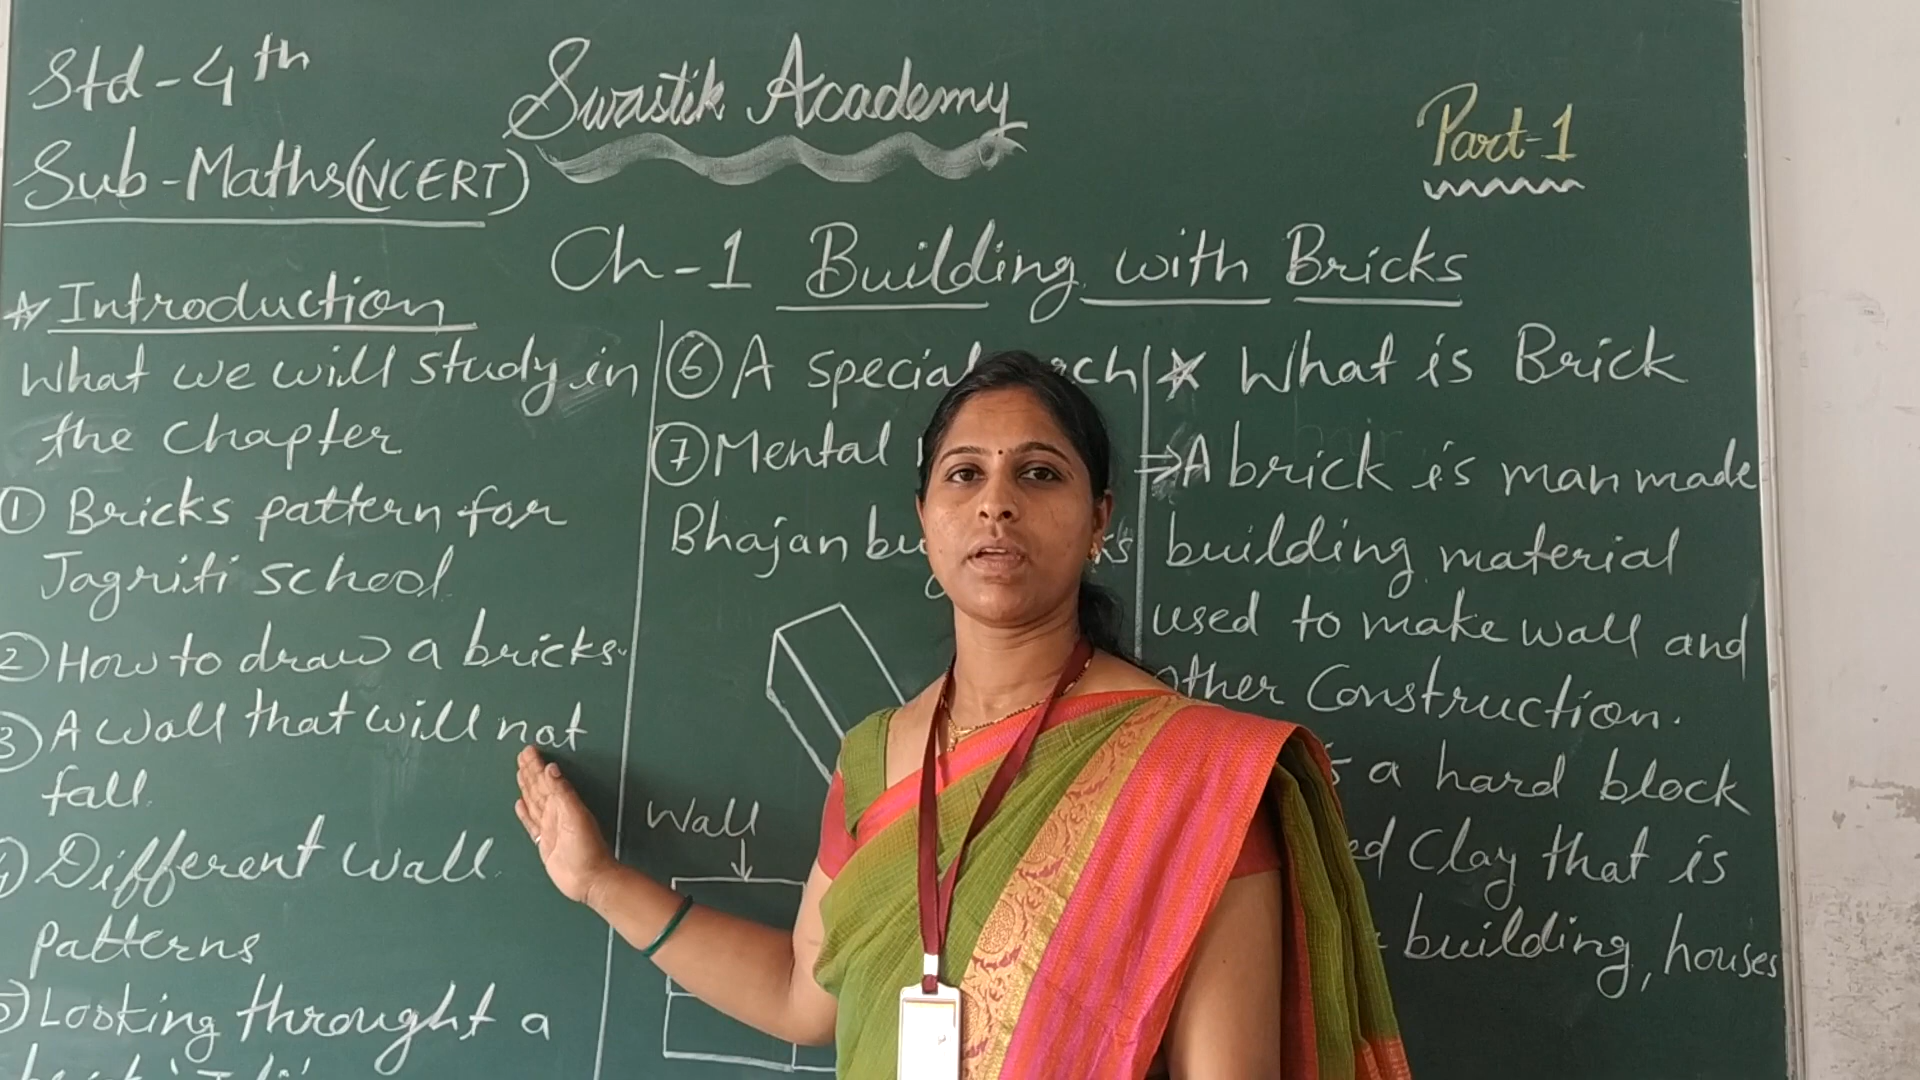 Std-4th
Sub-Maths(NCERT)
Swastik Academy
Part-1
Ch-1 Building with Bricks
Introduction
What we will study in
the Chapter
① Bricks pattern for
Jagriti school
② How to draw a bricks.
③ A wall that will not
fall.
④ Different wall
patterns
⑤ Looking throught a
⑥ A special
⑦ Mental
Bhajan
Wall
What is Brick
⇒ A brick is man made
building material
used to make wall and
other Construction.
a hard block
Clay that is
building, houses